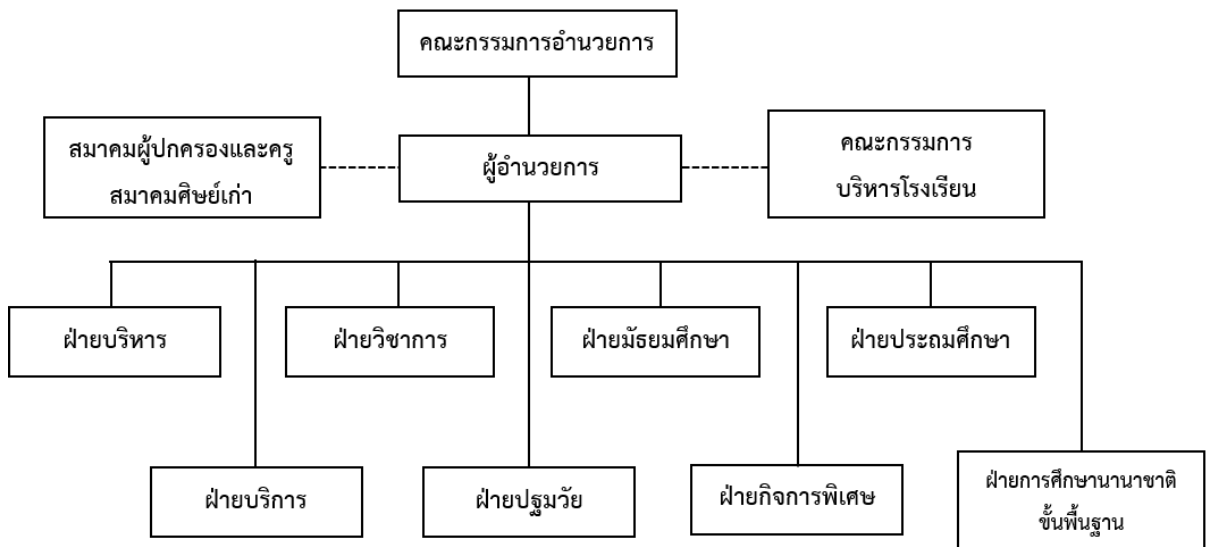 คณะกรรมการอำนวยการ
สมาคมผู้ปกครองและครู
สมาคมศิษย์เก่า
ผู้อำนวยการ
คณะกรรมการ
บริหารโรงเรียน
ฝ่ายบริหาร
ฝ่ายวิชาการ
ฝ่ายมัธยมศึกษา
ฝ่ายประถมศึกษา
ฝ่ายบริการ
ฝ่ายปฐมวัย
ฝ่ายกิจการพิเศษ
ฝ่ายการศึกษานานาชาติ
ขั้นพื้นฐาน